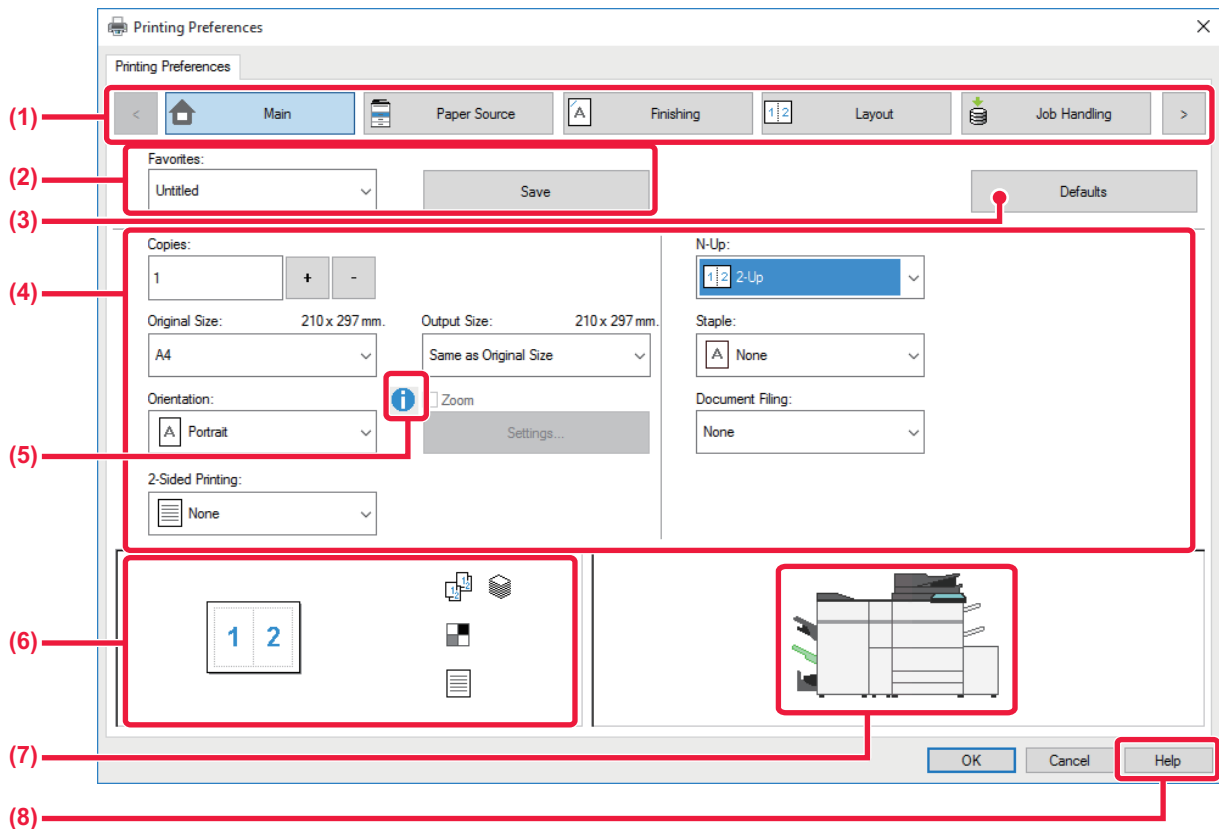 Printing Preferences
Printing Preferences
(1)
< Main Paper Source Finishing Layout Job Handling >
(2)
Favorites:
Untitled Save Defaults
(3)
Copies: N-Up:
(4)
1 + - 1 2 2-Up
Original Size: 210 x 297 mm. Output Size: 210 x 297 mm. Staple:
A4 Same as Original Size A None
Orientation: i Zoom Document Filing:
A Portrait Settings... None
(5)
2-Sided Printing:
None
(6)
1 2
(7)
OK Cancel Help
(8)